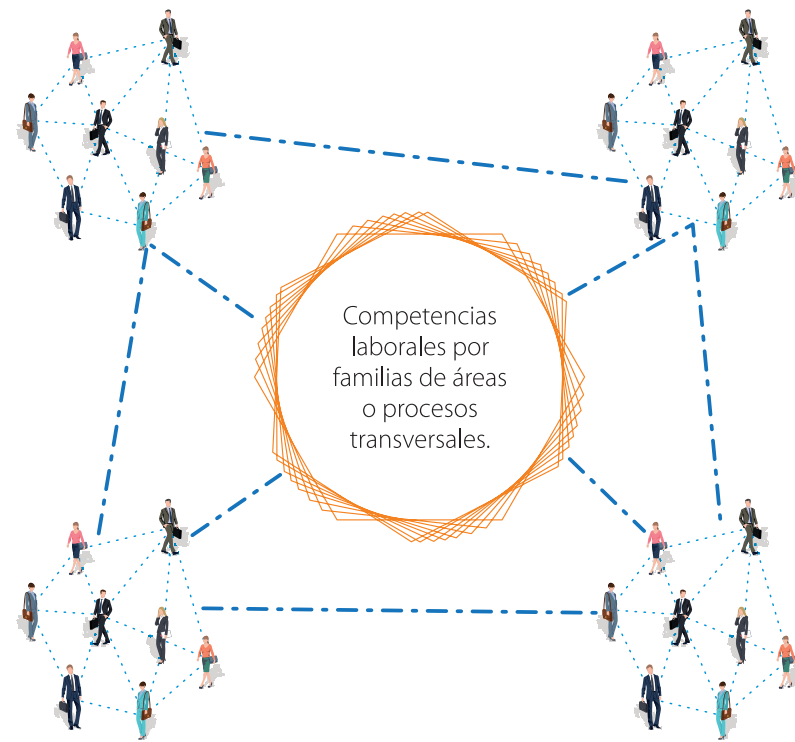 Competencias
laborales por
familias de áreas
o procesos
transversales.